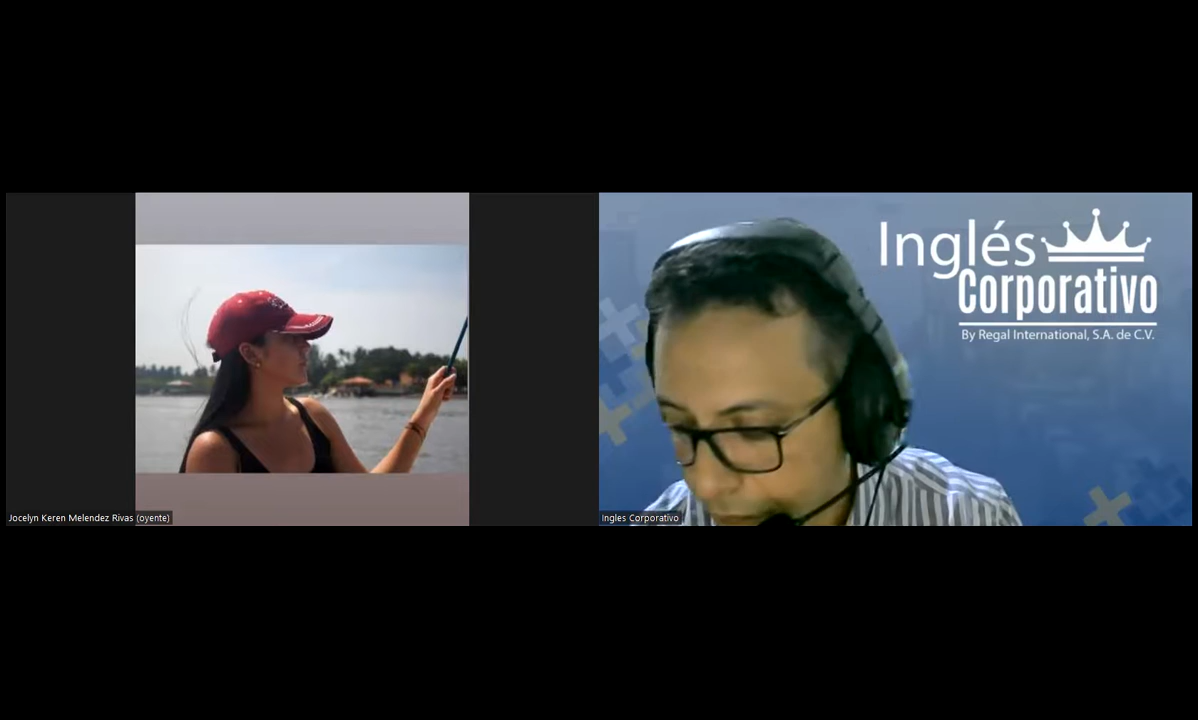 Inglés
Corporativo
By Regal International, S.A. de C.V.
Jocelyn Keren Melendez Rivas (oyente)
Ingles Corporativo